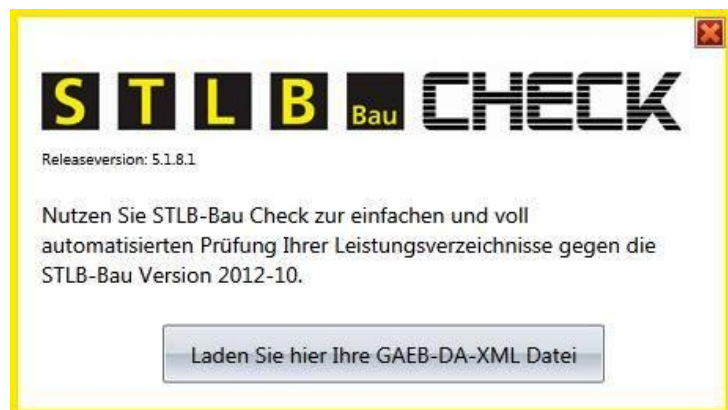 STLB Bau CHECK
Releaseversion: 5.1.8.1
Nutzen Sie STLB-Bau Check zur einfachen und voll
automatisierten Prüfung Ihrer Leistungsverzeichnisse gegen die
STLB-Bau Version 2012-10.
Laden Sie hier Ihre GAEB-DA-XML Datei